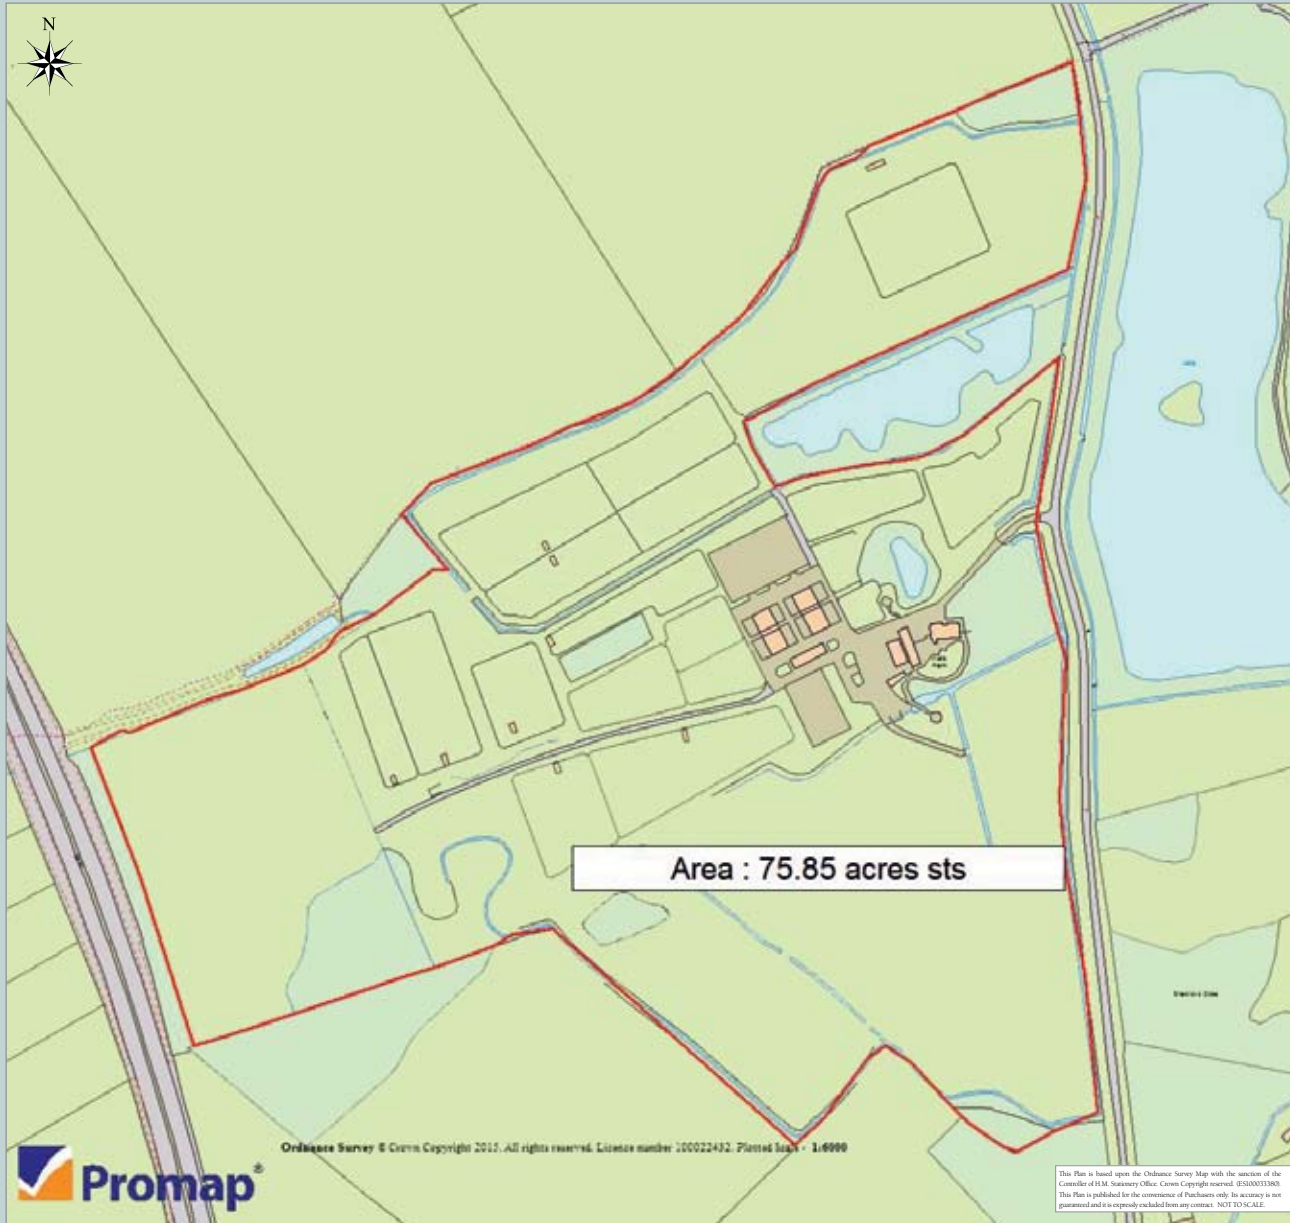 N
Area : 75.85 acres sts
Ordnance Survey © Crown Copyright 2015. All rights reserved. Licence number 100022432. Plotted Scale - 1:6000
Promap®
This Plan is based upon the Ordnance Survey Map with the sanction of the
Controller of H.M. Stationery Office. Crown Copyright reserved. (ES100033380).
This Plan is published for the convenience of Purchasers only. Its accuracy is not
guaranteed and it is expressly excluded from any contract. NOT TO SCALE.